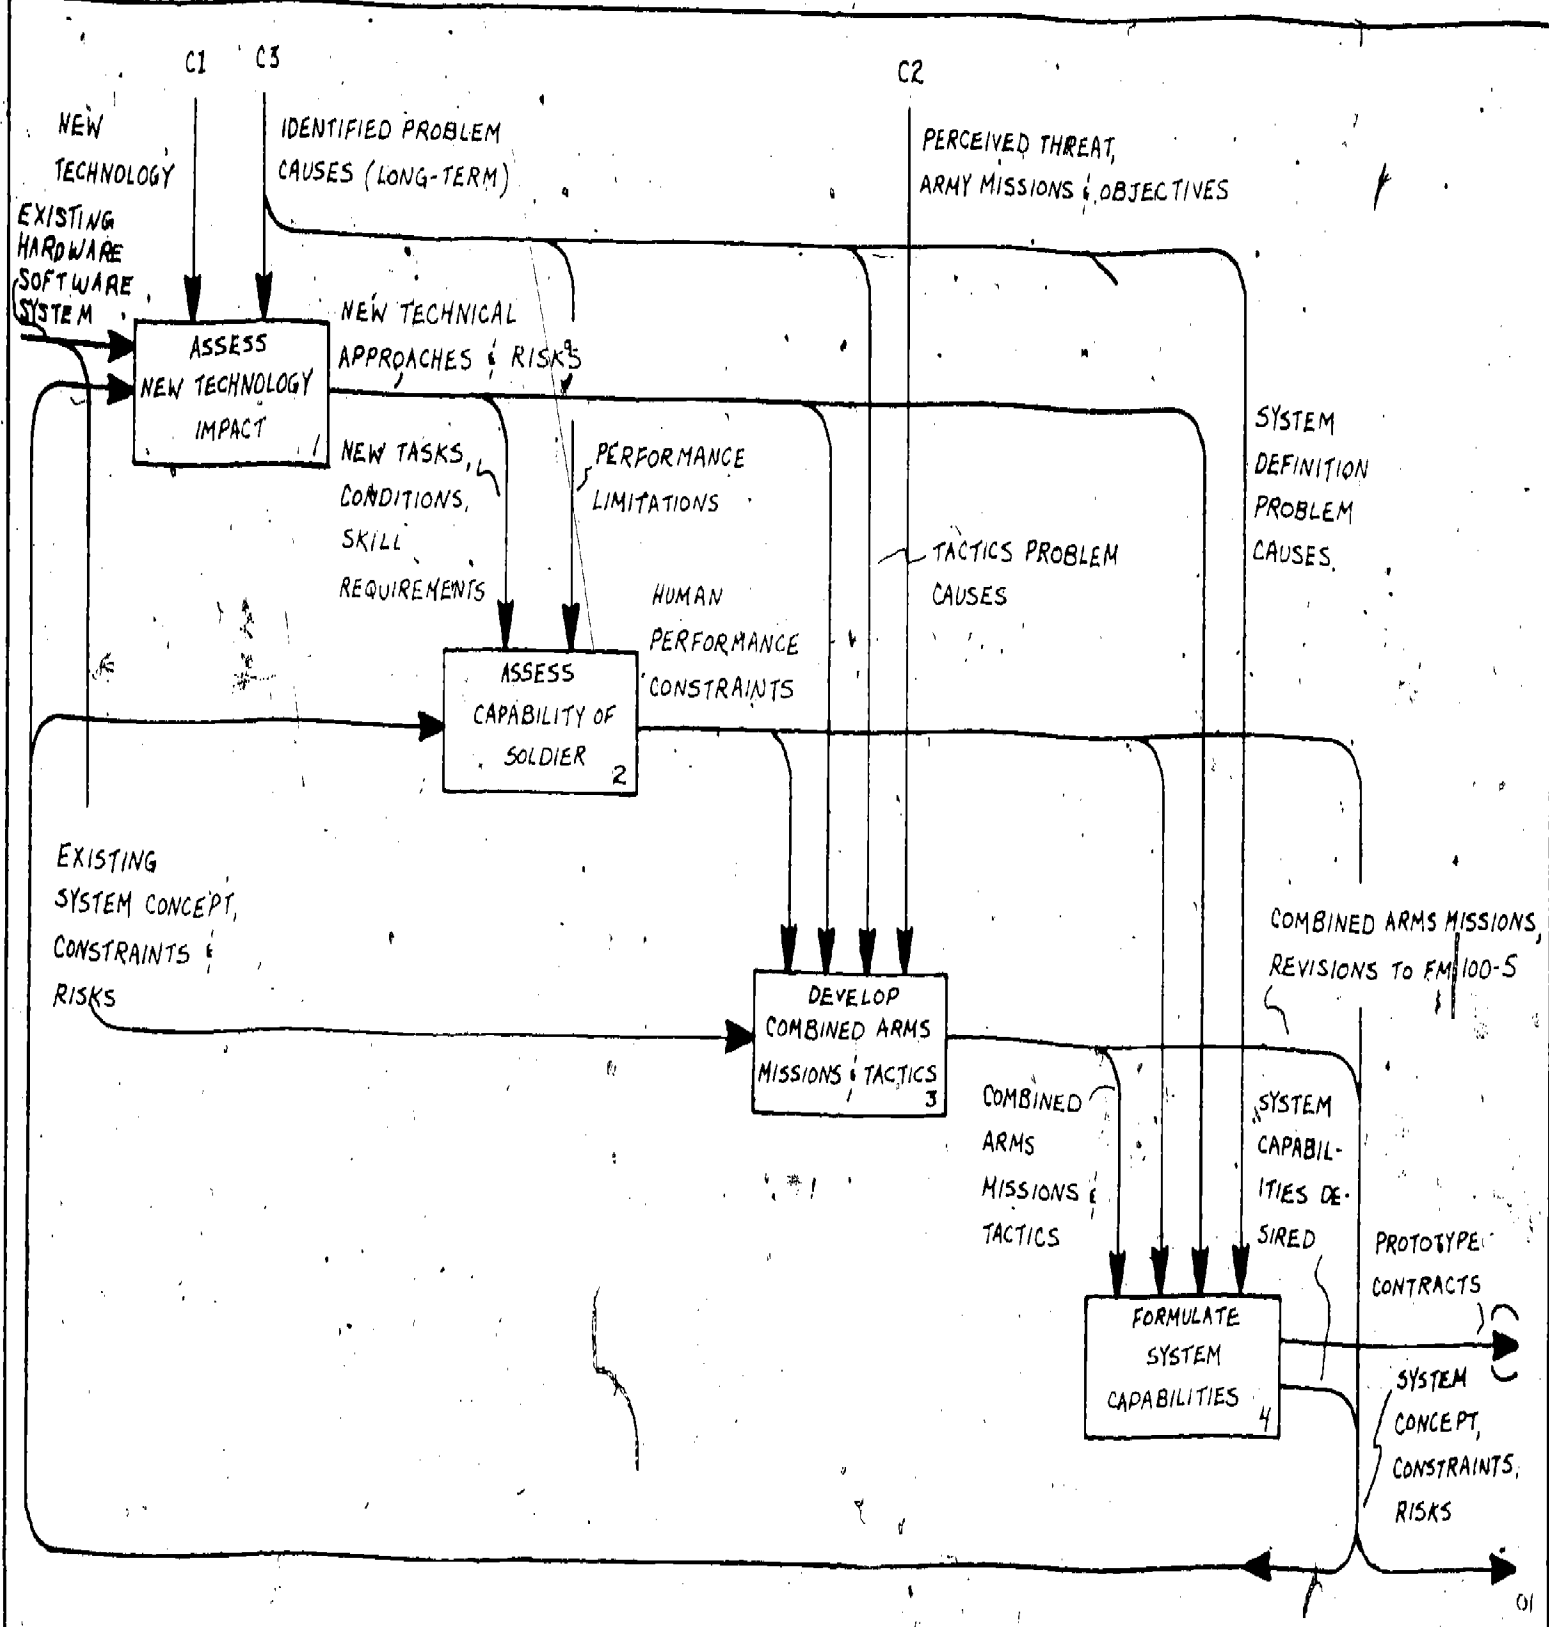 C1
C3
C2
NEW
TECHNOLOGY
IDENTIFIED PROBLEM
CAUSES (LONG-TERM)
PERCEIVED THREAT,
ARMY MISSIONS & OBJECTIVES
EXISTING
HARDWARE
SOFTWARE
SYSTEM
ASSESS
NEW TECHNOLOGY
IMPACT
1
NEW TECHNICAL
APPROACHES & RISKS
NEW TASKS,
CONDITIONS,
SKILL
REQUIREMENTS
PERFORMANCE
LIMITATIONS
SYSTEM
DEFINITION
PROBLEM
CAUSES
TACTICS PROBLEM
CAUSES
HUMAN
PERFORMANCE
CONSTRAINTS
ASSESS
CAPABILITY OF
SOLDIER
2
EXISTING
SYSTEM CONCEPT,
CONSTRAINTS &
RISKS
COMBINED ARMS MISSIONS,
REVISIONS TO FM 100-5
DEVELOP
COMBINED ARMS
MISSIONS & TACTICS
3
COMBINED
ARMS
MISSIONS &
TACTICS
SYSTEM
CAPABIL-
ITIES DE-
SIRED
PROTOTYPE
CONTRACTS
FORMULATE
SYSTEM
CAPABILITIES
4
SYSTEM
CONCEPT,
CONSTRAINTS,
RISKS
O1